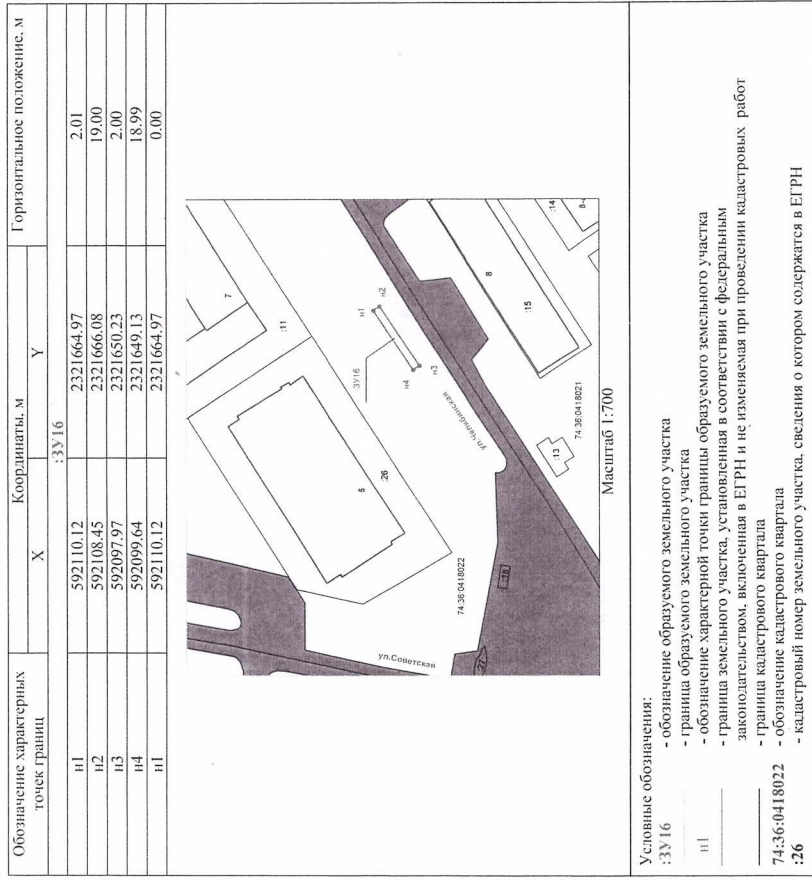 Обозначение характерных точек границ
Координаты, м
Горизонтальное положение, м
X
Y
:ЗУ16
н1 592110.12 2321664.97 2.01
н2 592108.45 2321666.08 19.00
н3 592097.97 2321650.23 2.00
н4 592099.64 2321649.13 18.99
н1 592110.12 2321664.97 0.00
7
:11
н1
н2
ЗУ16
н4
н3
5
:26
ул.Челябинская
8
:15
:14
8-
74:36:0418021
:13
74:36:0418022
:18
ул.Советская
:27
Масштаб 1:700
Условные обозначения:
:ЗУ16 - обозначение образуемого земельного участка
- граница образуемого земельного участка
н1 - обозначение характерной точки границы образуемого земельного участка
- граница земельного участка, установленная в соответствии с федеральным
законодательством, включенная в ЕГРН и не изменяемая при проведении кадастровых работ
- граница кадастрового квартала
74:36:0418022 - обозначение кадастрового квартала
:26 - кадастровый номер земельного участка, сведения о котором содержатся в ЕГРН